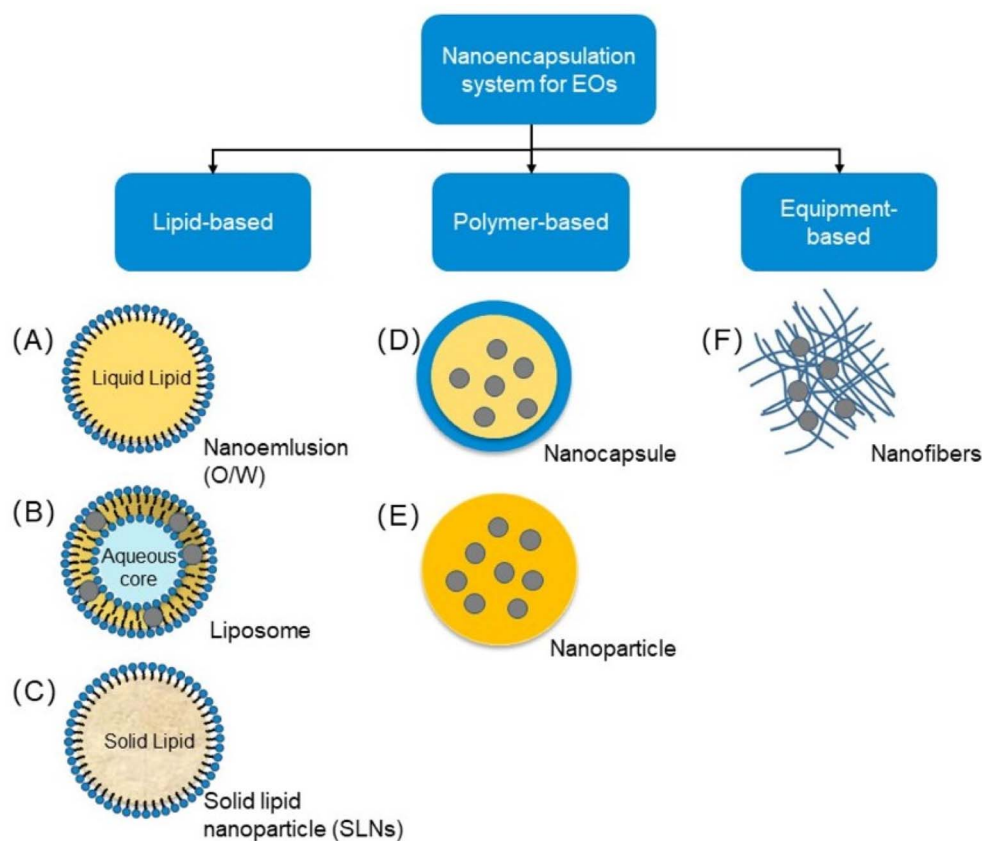 Nanoencapsulation
system for EOs
Lipid-based
Polymer-based
Equipment-
based
(A)
Liquid Lipid
Nanoemlusion
(O/W)
(B)
Aqueous
core
Liposome
(C)
Solid Lipid
Solid lipid
nanoparticle (SLNs)
(D)
Nanocapsule
(E)
Nanoparticle
(F)
Nanofibers